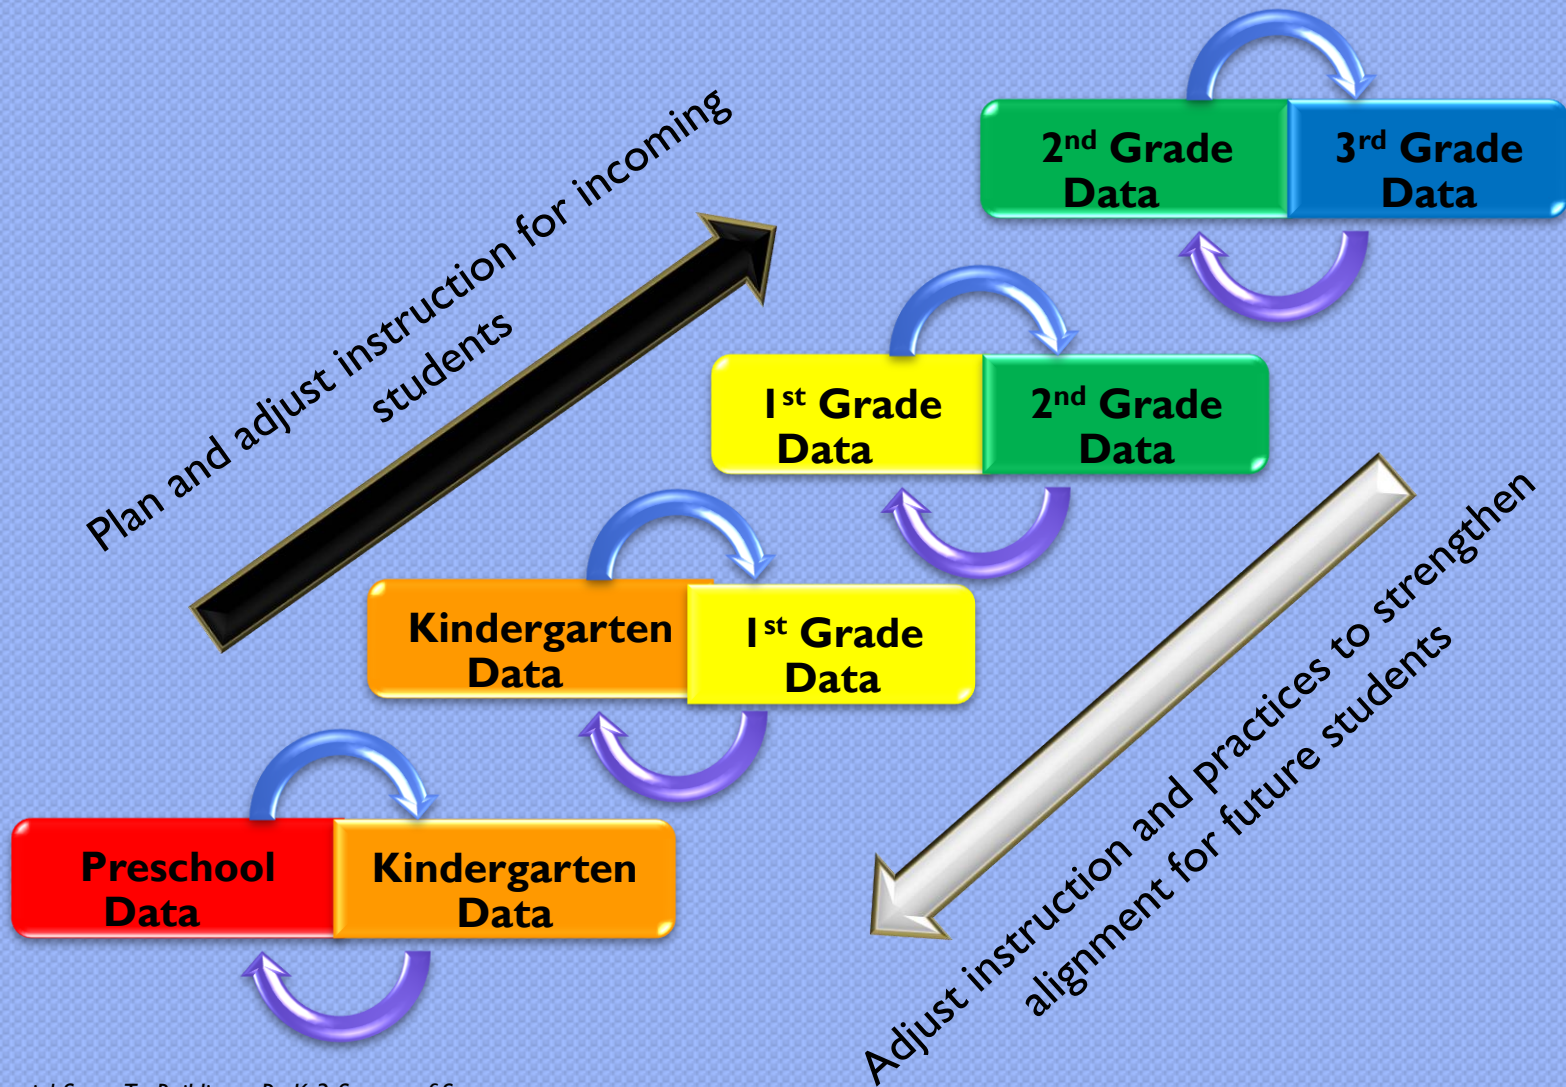 Plan and adjust instruction for incoming
students
2nd Grade
Data
3rd Grade
Data
1st Grade
Data
2nd Grade
Data
Kindergarten
Data
1st Grade
Data
Preschool
Data
Kindergarten
Data
Adjust instruction and practices to strengthen
alignment for future students